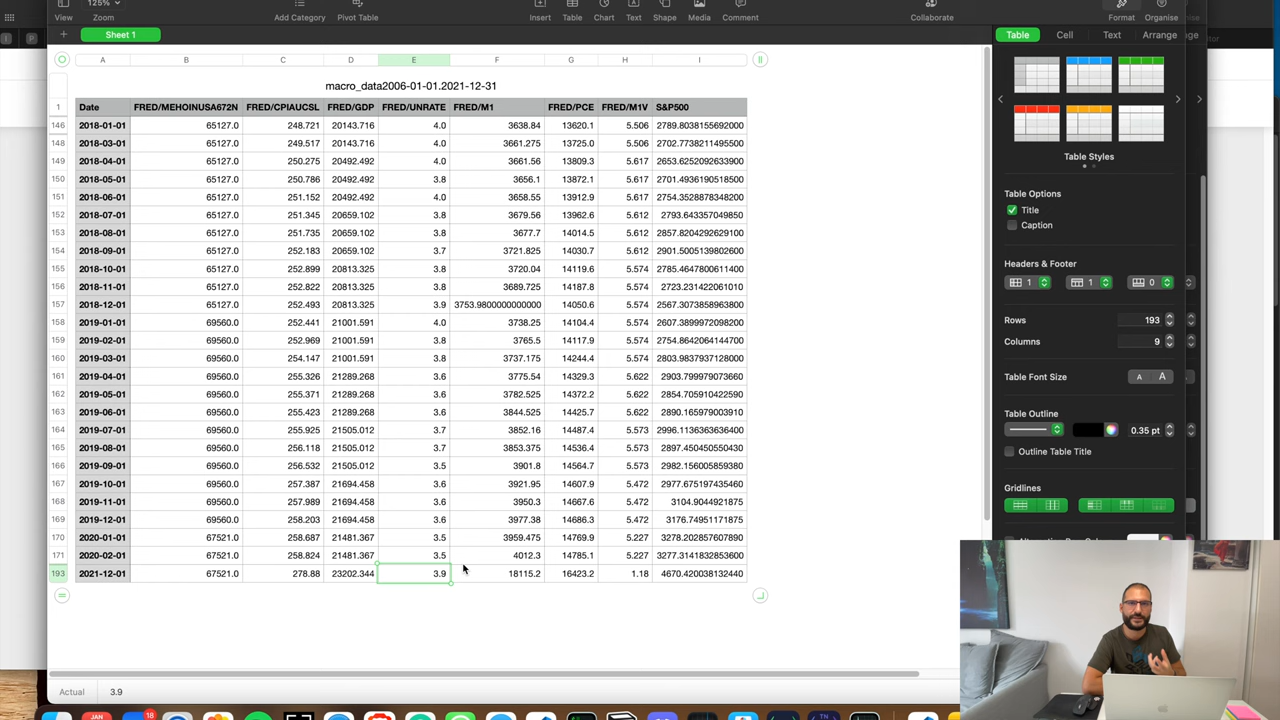 125%
View
Zoom
Add Category
Pivot Table
Insert
Table
Chart
Text
Shape
Media
Comment
Collaborate
Format
Organise
Sheet 1
Table
Cell
Text
Arrange
A B C D E F G H I
macro_data2006-01-01.2021-12-31
1 Date FRED/MEHOINUSA672N FRED/CPIAUCSL FRED/GDP FRED/UNRATE FRED/M1 FRED/PCE FRED/M1V S&P500
146 2018-01-01 65127.0 248.721 20143.716 4.0 3638.84 13620.1 5.506 2789.8038155692000
148 2018-03-01 65127.0 249.517 20143.716 4.0 3661.275 13725.0 5.506 2702.7738211495500
149 2018-04-01 65127.0 250.275 20492.492 4.0 3661.56 13809.3 5.617 2653.6252092633900
150 2018-05-01 65127.0 250.786 20492.492 3.8 3656.1 13872.1 5.617 2701.4936190518500
151 2018-06-01 65127.0 251.152 20492.492 4.0 3658.55 13912.9 5.617 2754.3528878348200
152 2018-07-01 65127.0 251.345 20659.102 3.8 3679.56 13962.6 5.612 2793.643357049850
153 2018-08-01 65127.0 251.735 20659.102 3.8 3677.7 14014.5 5.612 2857.8204292629100
154 2018-09-01 65127.0 252.183 20659.102 3.7 3721.825 14030.7 5.612 2901.5005139802600
155 2018-10-01 65127.0 252.899 20813.325 3.8 3720.04 14119.6 5.574 2785.4647800611400
156 2018-11-01 65127.0 252.822 20813.325 3.8 3689.725 14187.8 5.574 2723.231422061010
157 2018-12-01 65127.0 252.493 20813.325 3.9 3753.9800000000000 14050.6 5.574 2567.3073858963800
158 2019-01-01 69560.0 252.441 21001.591 4.0 3738.25 14104.4 5.514 2607.3899972098200
159 2019-02-01 69560.0 252.969 21001.591 3.8 3765.5 14117.9 5.514 2754.8642064144700
160 2019-03-01 69560.0 254.147 21001.591 3.8 3737.175 14244.4 5.514 2803.9837937128000
161 2019-04-01 69560.0 255.326 21289.268 3.6 3775.54 14329.3 5.622 2903.799979073660
162 2019-05-01 69560.0 255.371 21289.268 3.6 3782.525 14372.2 5.622 2854.705910422590
163 2019-06-01 69560.0 255.423 21289.268 3.6 3844.525 14425.7 5.622 2890.165979003910
164 2019-07-01 69560.0 255.925 21505.012 3.7 3852.16 14487.4 5.573 2996.1136363636400
165 2019-08-01 69560.0 256.118 21505.012 3.7 3853.375 14536.4 5.573 2897.450450550430
166 2019-09-01 69560.0 256.532 21505.012 3.5 3901.8 14564.7 5.573 2982.156005859380
167 2019-10-01 69560.0 257.387 21694.458 3.6 3921.95 14607.9 5.472 2977.675197435460
168 2019-11-01 69560.0 257.989 21694.458 3.6 3950.3 14667.6 5.472 3104.9044921875
169 2019-12-01 69560.0 258.203 21694.458 3.6 3977.38 14686.3 5.472 3176.74951171875
170 2020-01-01 67521.0 258.687 21481.367 3.5 3959.475 14769.9 5.227 3278.202857607890
171 2020-02-01 67521.0 258.824 21481.367 3.5 4012.3 14785.1 5.227 3277.3141832853600
193 2021-12-01 67521.0 278.88 23202.344 3.9 18115.2 16423.2 1.18 4670.420038132440
Table Styles
Table Options
Title
Caption
Headers & Footer
1 1 0
Rows 193
Columns 9
Table Font Size A A
Table Outline
0.35 pt
Outline Table Title
Gridlines
Actual 3.9
JAN
18